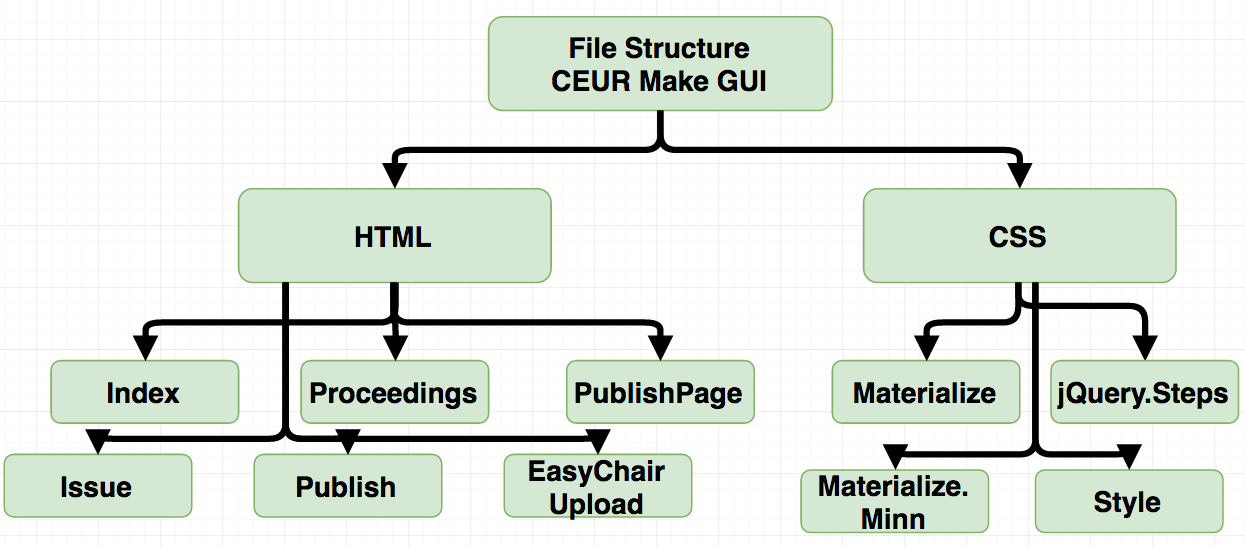 File Structure
CEUR Make GUI
HTML
CSS
Index
Proceedings
PublishPage
Materialize
jQuery.Steps
Issue
Publish
EasyChair
Upload
Materialize.
Minn
Style